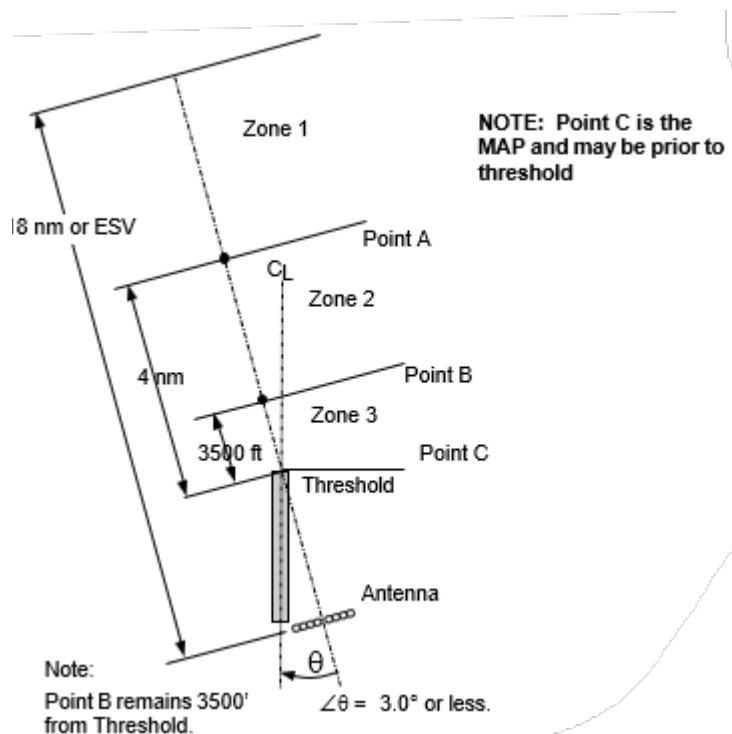 Zone 1
NOTE: Point C is the
MAP and may be prior to
threshold
18 nm or ESV
Point A
CL
Zone 2
4 nm
Point B
Zone 3
3500 ft
Point C
Threshold
Antenna
θ
Note:
Point B remains 3500'
from Threshold.
∠θ = 3.0° or less.